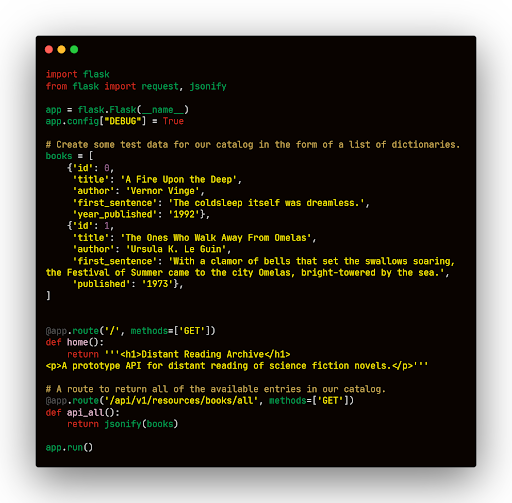 import flask
from flask import request, jsonify

app = flask.Flask(__name__)
app.config["DEBUG"] = True

# Create some test data for our catalog in the form of a list of dictionaries.
books = [
    {'id': 0,
     'title': 'A Fire Upon the Deep',
     'author': 'Vernor Vinge',
     'first_sentence': 'The coldsleep itself was dreamless.',
     'year_published': '1992'},
    {'id': 1,
     'title': 'The Ones Who Walk Away From Omelas',
     'author': 'Ursula K. Le Guin',
     'first_sentence': 'With a clamor of bells that set the swallows soaring,
the Festival of Summer came to the city Omelas, bright-towered by the sea.',
     'published': '1973'},
]


@app.route('/', methods=['GET'])
def home():
    return '''<h1>Distant Reading Archive</h1>
<p>A prototype API for distant reading of science fiction novels.</p>'''

# A route to return all of the available entries in our catalog.
@app.route('/api/v1/resources/books/all', methods=['GET'])
def api_all():
    return jsonify(books)

app.run()